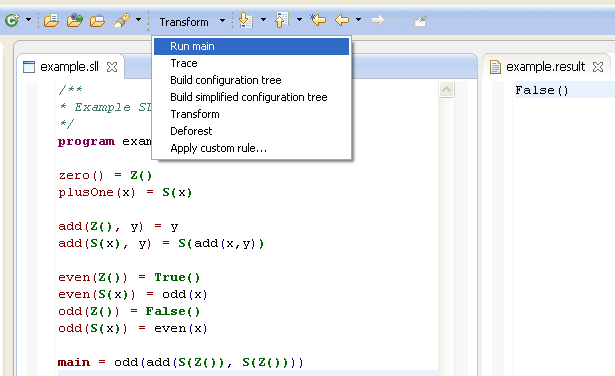 Transform
Run main
Trace
Build configuration tree
Build simplified configuration tree
Transform
Deforest
Apply custom rule...
example.sll
/**
* Example SL
*/
program exam
zero() = Z()
plusOne(x) = S(x)
add(Z(), y) = y
add(S(x), y) = S(add(x,y))
even(Z()) = True()
even(S(x)) = odd(x)
odd(Z()) = False()
odd(S(x)) = even(x)
main = odd(add(S(Z()), S(Z())))
example.result
False()